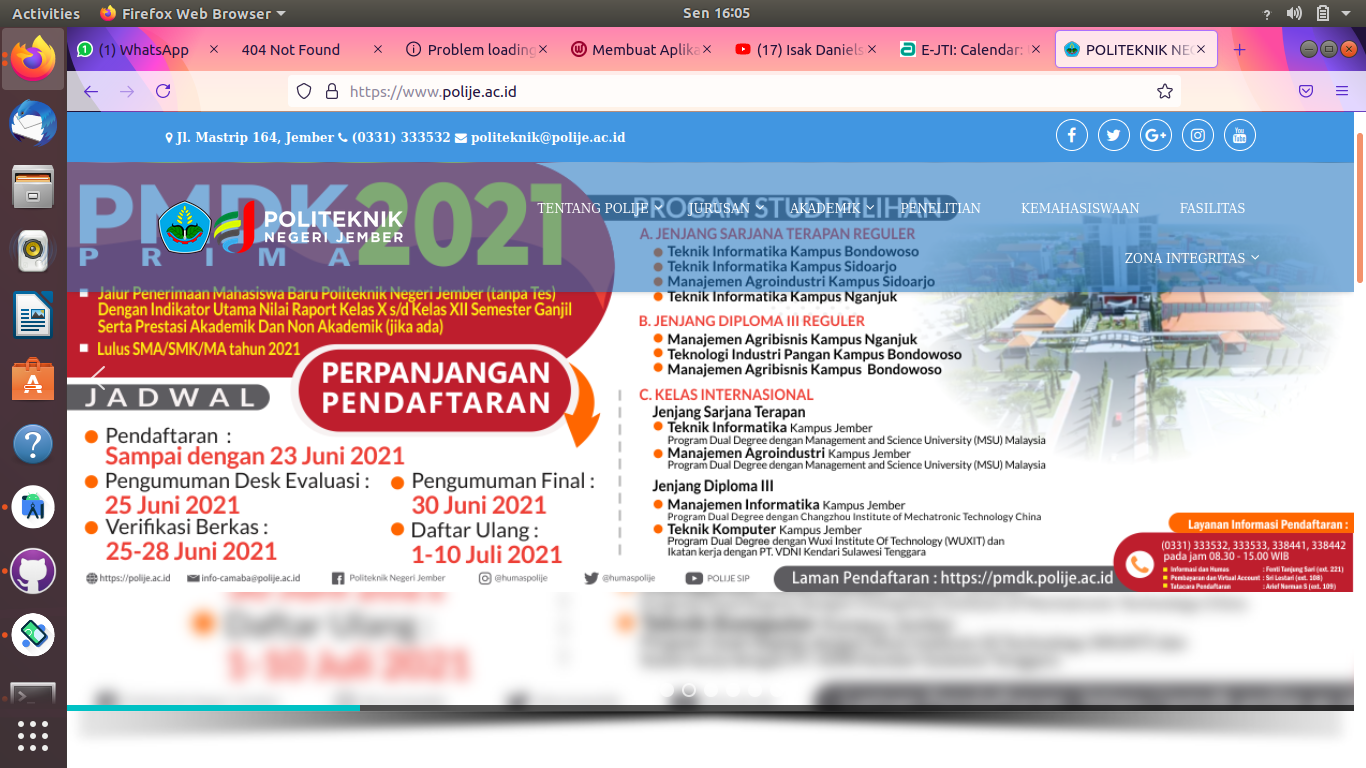 Activities
Firefox Web Browser
Sen 16:05
(1) WhatsApp
404 Not Found
Problem loading
Membuat Aplika
(17) Isak Daniels
E-JTI: Calendar:
POLITEKNIK NEG
https://www.polije.ac.id
Jl. Mastrip 164, Jember (0331) 333532 politeknik@polije.ac.id
PMDK 2021
PRIMA
POLITEKNIK
NEGERI JEMBER
TENTANG POLIJE
JURUSAN
AKADEMIK
PENELITIAN
KEMAHASISWAAN
FASILITAS
ZONA INTEGRITAS
Jalur Penerimaan Mahasiswa Baru Politeknik Negeri Jember (tanpa Tes)
Dengan Indikator Utama Nilai Raport Kelas X s/d Kelas XII Semester Ganjil
Serta Prestasi Akademik Dan Non Akademik (jika ada)
Lulus SMA/SMK/MA tahun 2021
PERPANJANGAN
PENDAFTARAN
JADWAL
Pendaftaran :
Sampai dengan 23 Juni 2021
Pengumuman Desk Evaluasi :
25 Juni 2021
Verifikasi Berkas :
25-28 Juni 2021
Pengumuman Final :
30 Juni 2021
Daftar Ulang :
1-10 Juli 2021
A. JENJANG SARJANA TERAPAN REGULER
Teknik Informatika Kampus Bondowoso
Teknik Informatika Kampus Sidoarjo
Manajemen Agroindustri Kampus Sidoarjo
Teknik Informatika Kampus Nganjuk
B. JENJANG DIPLOMA III REGULER
Manajemen Agribisnis Kampus Nganjuk
Teknologi Industri Pangan Kampus Bondowoso
Manajemen Agribisnis Kampus Bondowoso
C. KELAS INTERNASIONAL
Jenjang Sarjana Terapan
Teknik Informatika Kampus Jember
Program Dual Degree dengan Management and Science University (MSU) Malaysia
Manajemen Agroindustri Kampus Jember
Program Dual Degree dengan Management and Science University (MSU) Malaysia
Jenjang Diploma III
Manajemen Informatika Kampus Jember
Program Dual Degree dengan Changzhou Institute of Mechatronic Technology China
Teknik Komputer Kampus Jember
Program Dual Degree dengan Wuxi Institute Of Technology (WUXIT) dan
Ikatan kerja dengan PT. VDNI Kendari Sulawesi Tenggara
Layanan Informasi Pendaftaran :
(0331) 333532, 333533, 338441, 338442
pada jam 08.30 - 15.00 WIB
Informasi dan Humas : Fenti Tanjung Sari (ext. 221)
Pembayaran dan Virtual Account : Sri Lestari (ext. 108)
Tatacara Pendaftaran : Arief Norman S (ext. 109)
https://polije.ac.id
info-camaba@polije.ac.id
Politeknik Negeri Jember
@humaspolije
@humaspolije
POLIJE SIP
Laman Pendaftaran : https://pmdk.polije.ac.id
Daftar Ulang :
1-10 Juli 2021